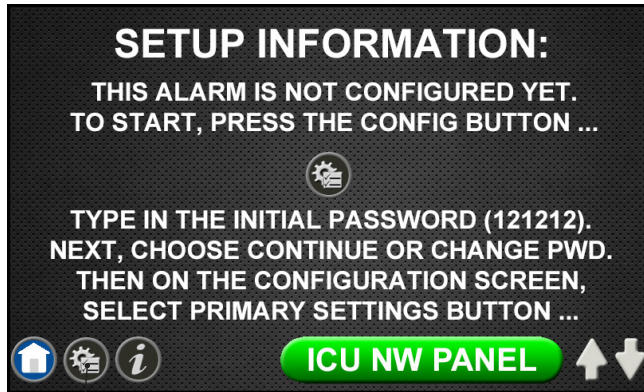 SETUP INFORMATION:
THIS ALARM IS NOT CONFIGURED YET.
TO START, PRESS THE CONFIG BUTTON ...
TYPE IN THE INITIAL PASSWORD (121212).
NEXT, CHOOSE CONTINUE OR CHANGE PWD.
THEN ON THE CONFIGURATION SCREEN,
SELECT PRIMARY SETTINGS BUTTON ...
i
ICU NW PANEL